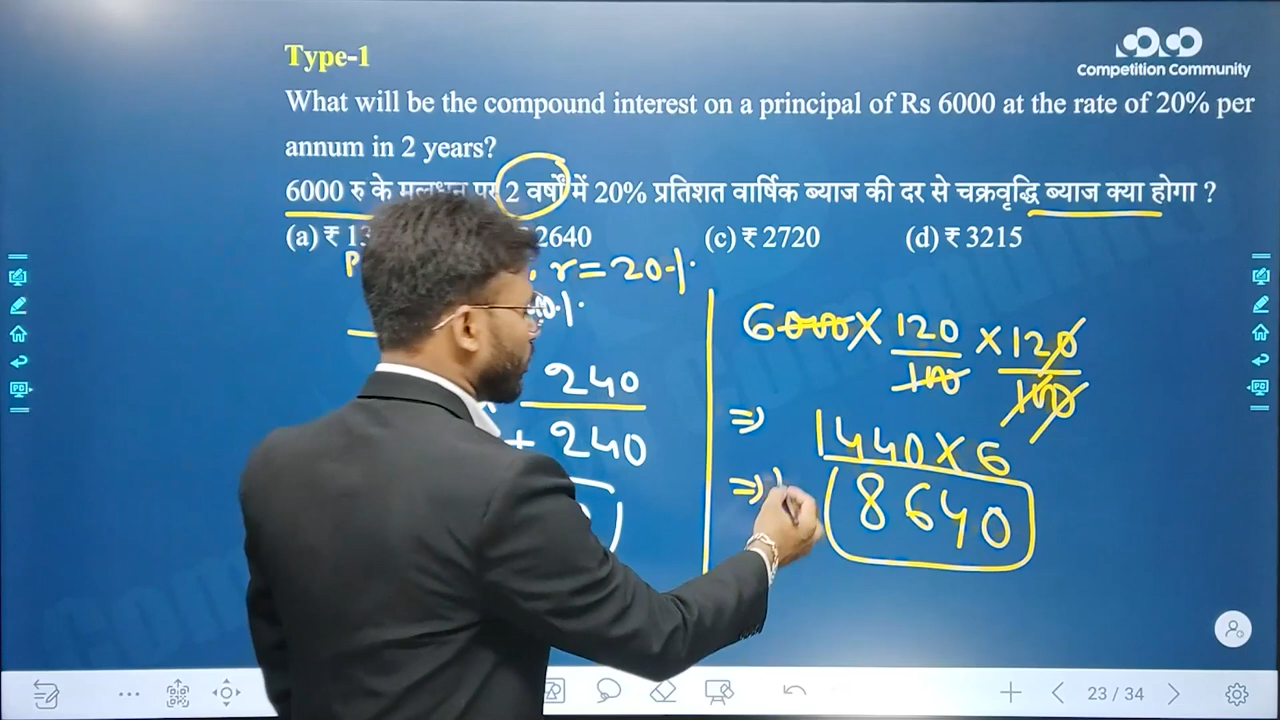 Competition Community
Type-1
What will be the compound interest on a principal of Rs 6000 at the rate of 20% per
annum in 2 years?
6000 रु के मूलधन पर 2 वर्षों में 20% प्रतिशत वार्षिक ब्याज की दर से चक्रवृद्धि ब्याज क्या होगा ?
(a) ₹ 2640 (c) ₹ 2720 (d) ₹ 3215
P r = 20%.
240
+ 240
6000 X 120 X 120
100 100
⇒ 1440 X 6
⇒ 8640
23 / 34